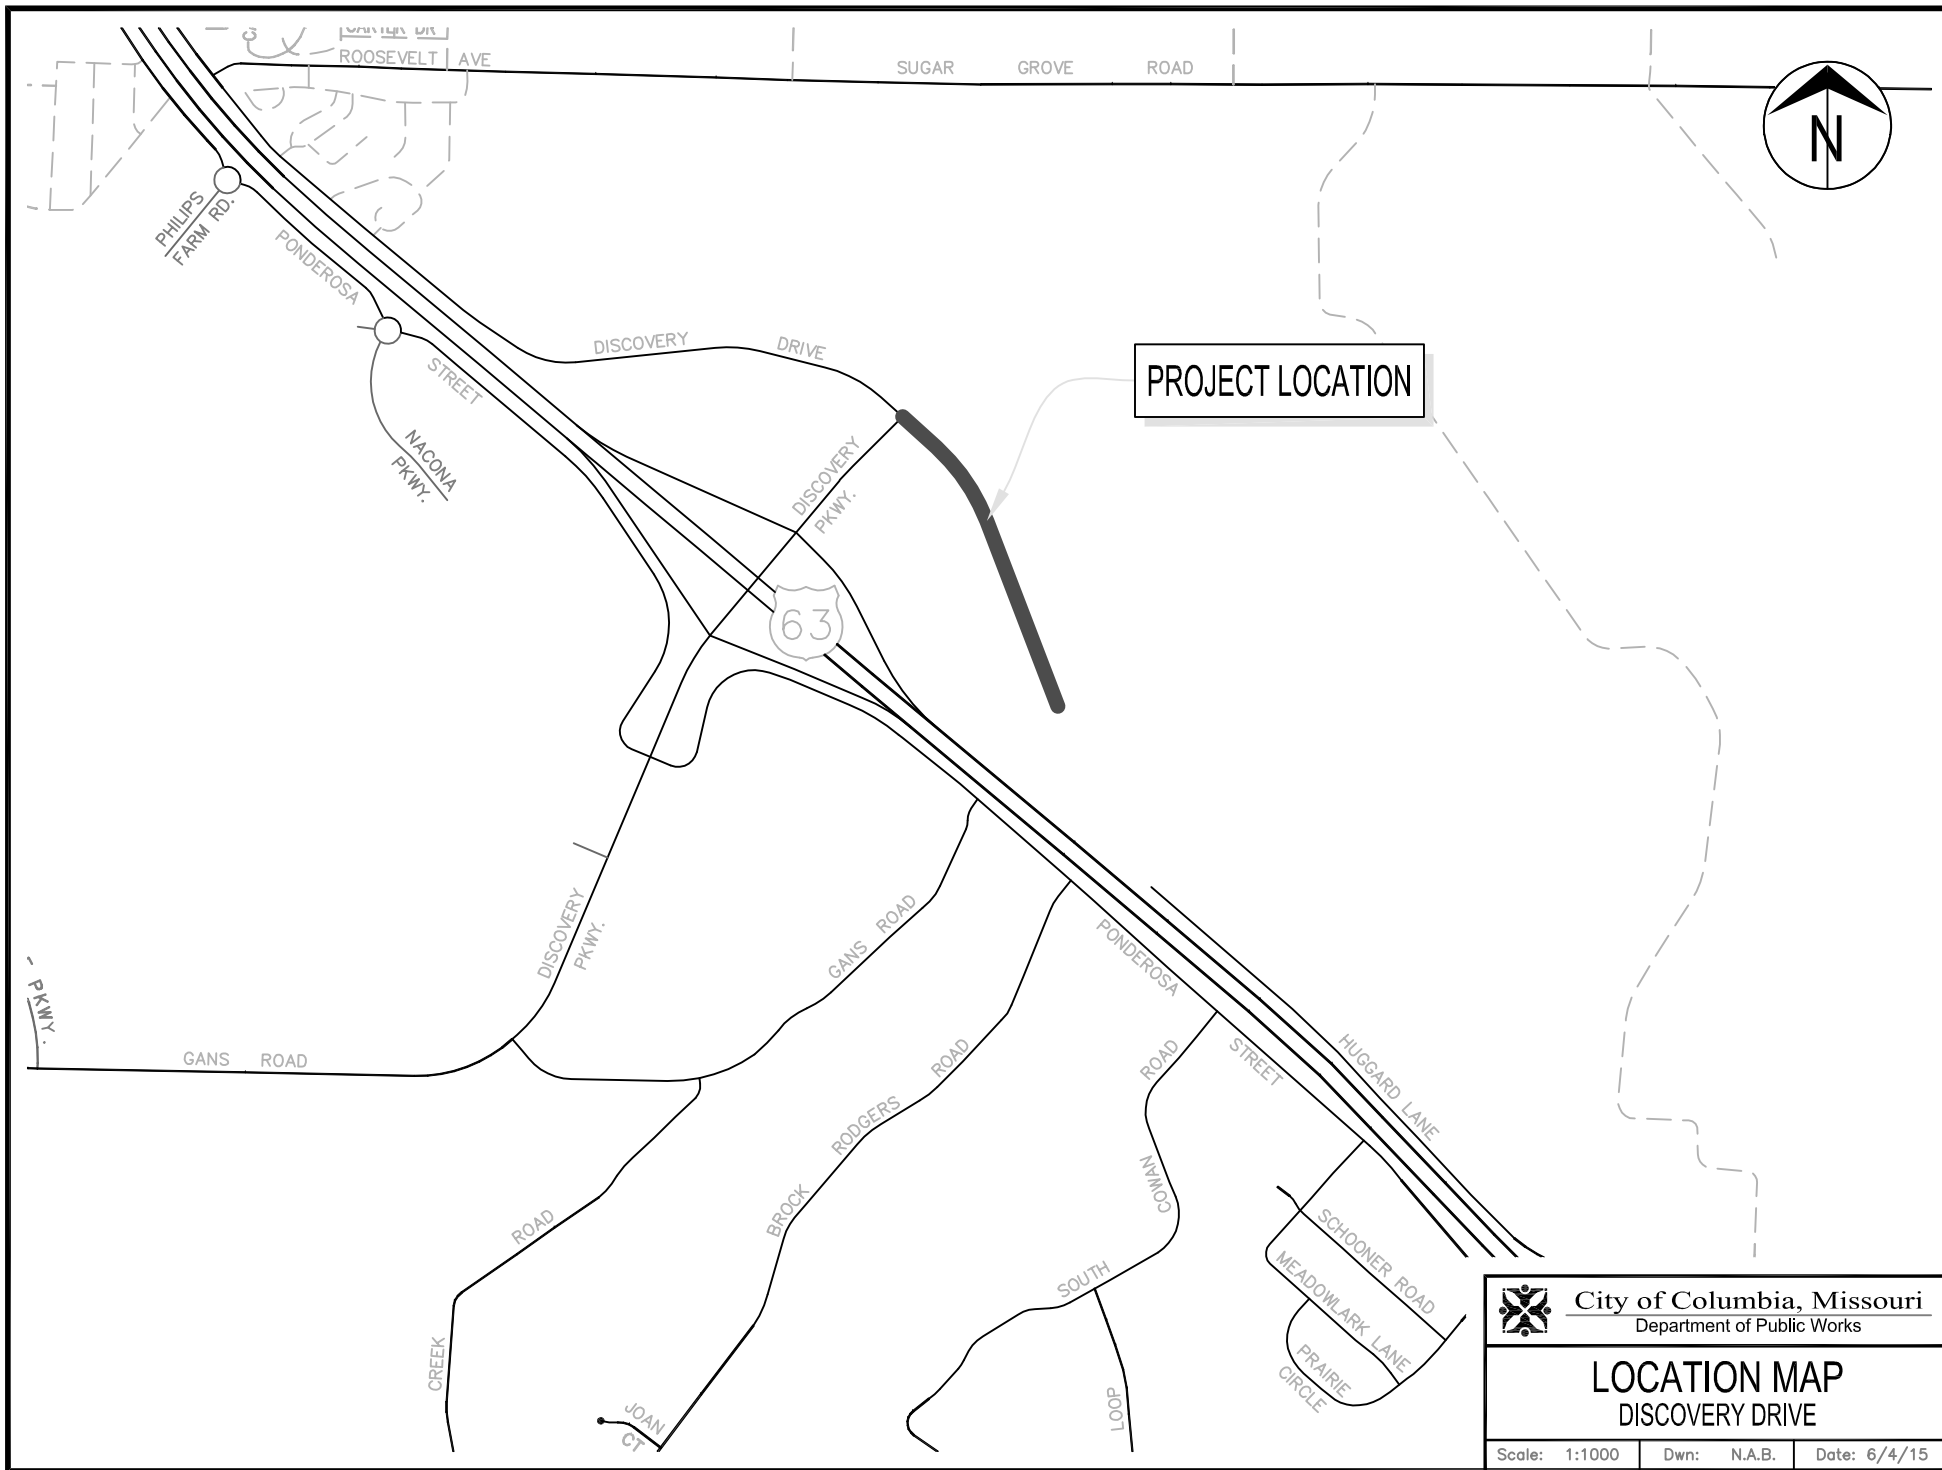 CARTER DR
ROOSEVELT AVE
SUGAR GROVE ROAD
N
PHILIPS
FARM RD.
PONDEROSA
STREET
NACONA
PKWY.
DISCOVERY DRIVE
PROJECT LOCATION
DISCOVERY
PKWY.
63
DISCOVERY
PKWY.
GANS ROAD
PKWY.
GANS ROAD
PONDEROSA
STREET
HUGGARD LANE
ROAD
RODGERS
BROCK
ROAD
COWAN
SOUTH
LOOP
ROAD
CREEK
JOAN
CT
SCHOONER ROAD
MEADOWLARK LANE
PRAIRIE
CIRCLE
City of Columbia, Missouri
Department of Public Works
LOCATION MAP
DISCOVERY DRIVE
Scale: 1:1000 Dwn: N.A.B. Date: 6/4/15